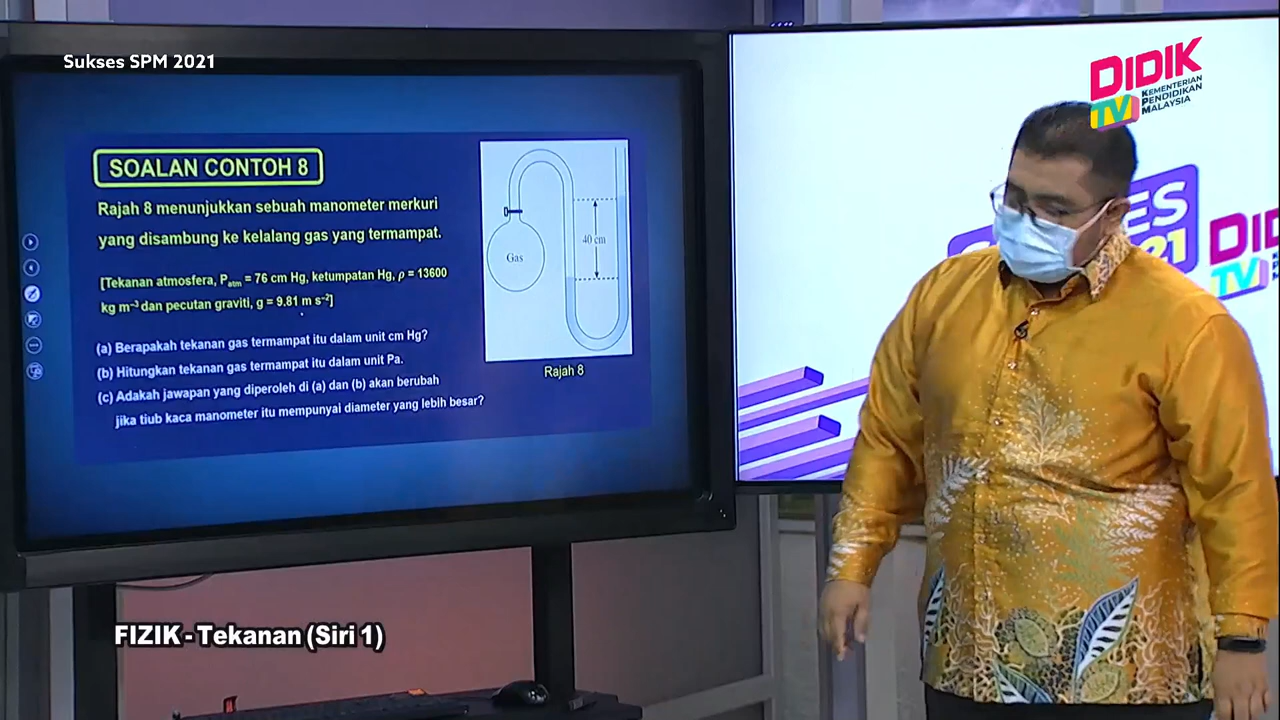 Sukses SPM 2021
DIDIK
TV
KEMENTERIAN
PENDIDIKAN
MALAYSIA
SOALAN CONTOH 8
Rajah 8 menunjukkan sebuah manometer merkuri
yang disambung ke kelalang gas yang termampat.
[Tekanan atmosfera, Pₐₜₘ = 76 cm Hg, ketumpatan Hg, ρ = 13600
kg m⁻³ dan pecutan graviti, g = 9.81 m s⁻²]
(a) Berapakah tekanan gas termampat itu dalam unit cm Hg?
(b) Hitungkan tekanan gas termampat itu dalam unit Pa.
(c) Adakah jawapan yang diperoleh di (a) dan (b) akan berubah
jika tiub kaca manometer itu mempunyai diameter yang lebih besar?
Gas
40 cm
Rajah 8
ES
21
DID
TV
FIZIK - Tekanan (Siri 1)